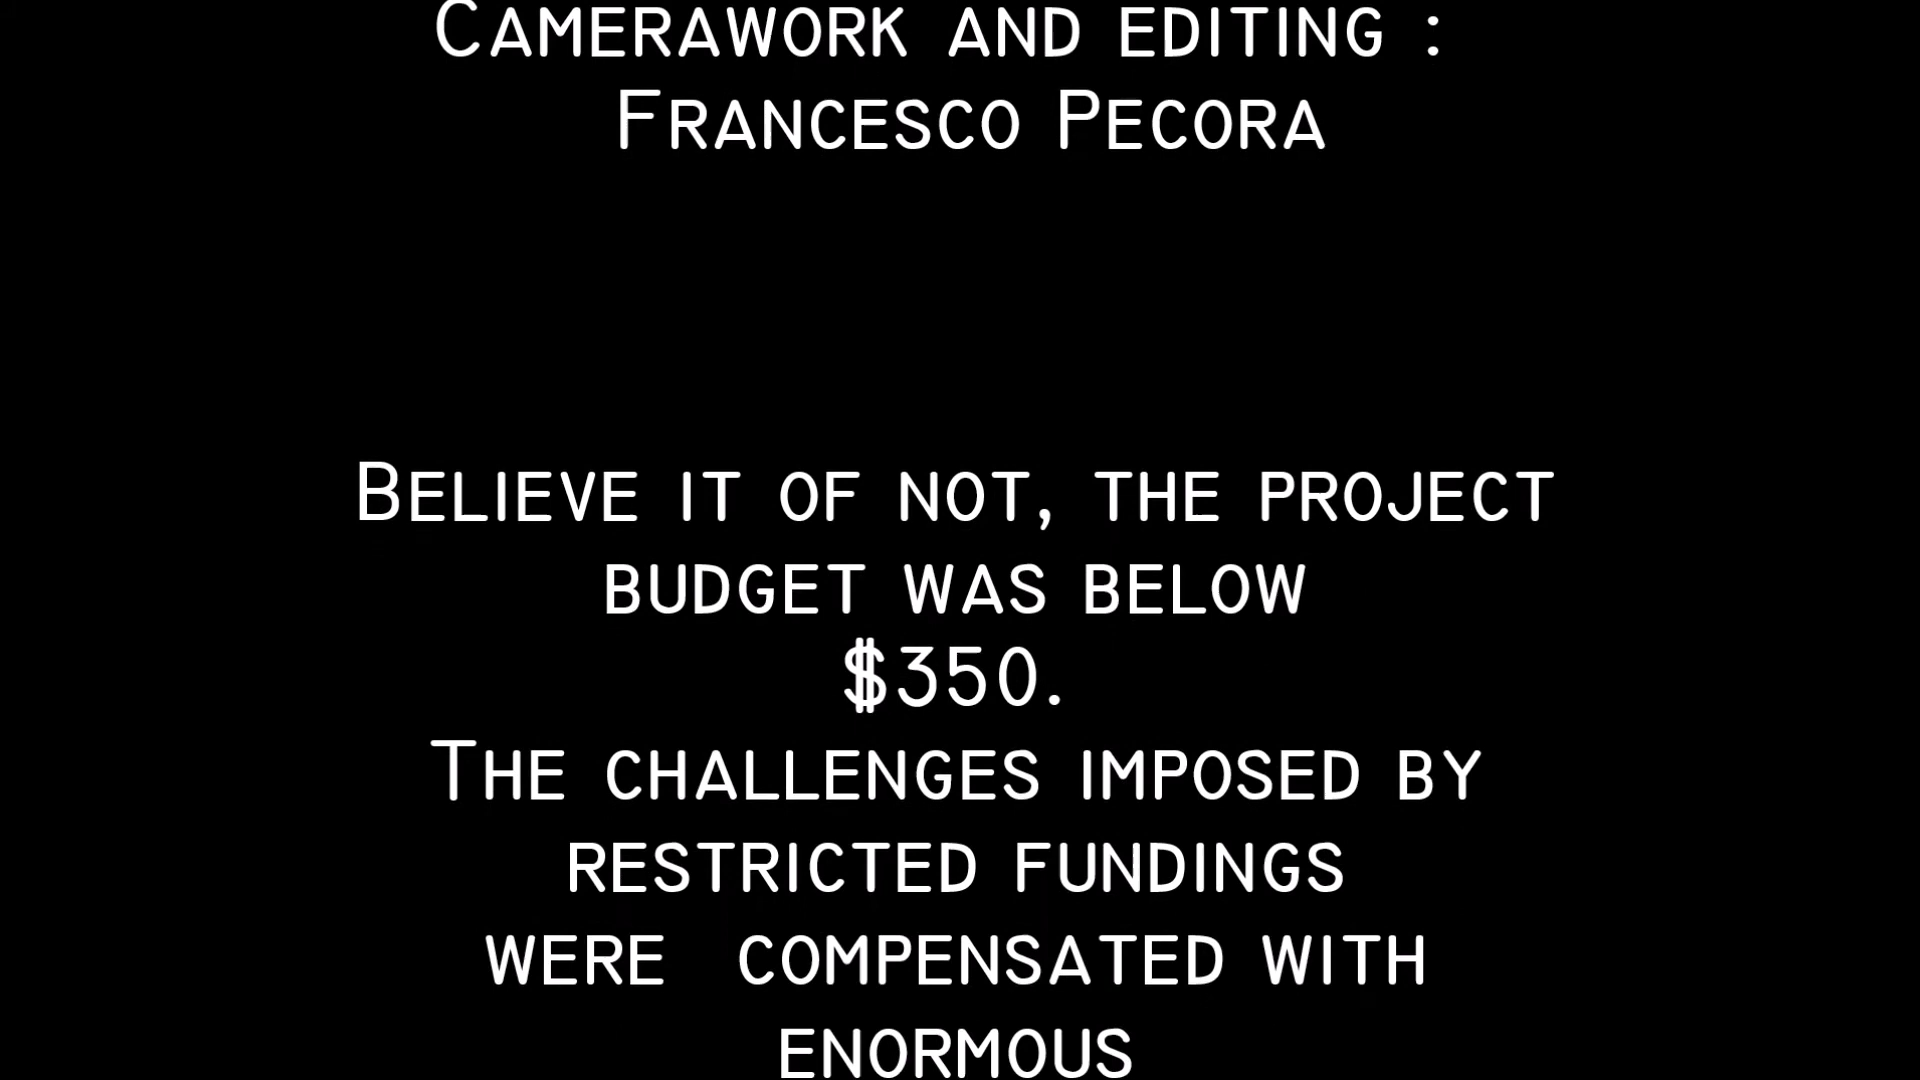 Camerawork and editing :
Francesco Pecora
Believe it of not, the project
budget was below
$350.
The challenges imposed by
restricted fundings
were  compensated with
enormous